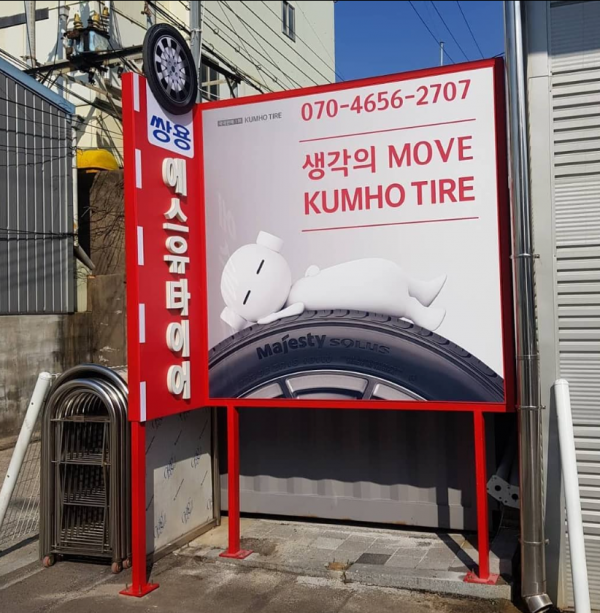 쌍용
에스유타이어
KUMHO TIRE
070-4656-2707
생각의 MOVE
KUMHO TIRE
Majesty SOLUS